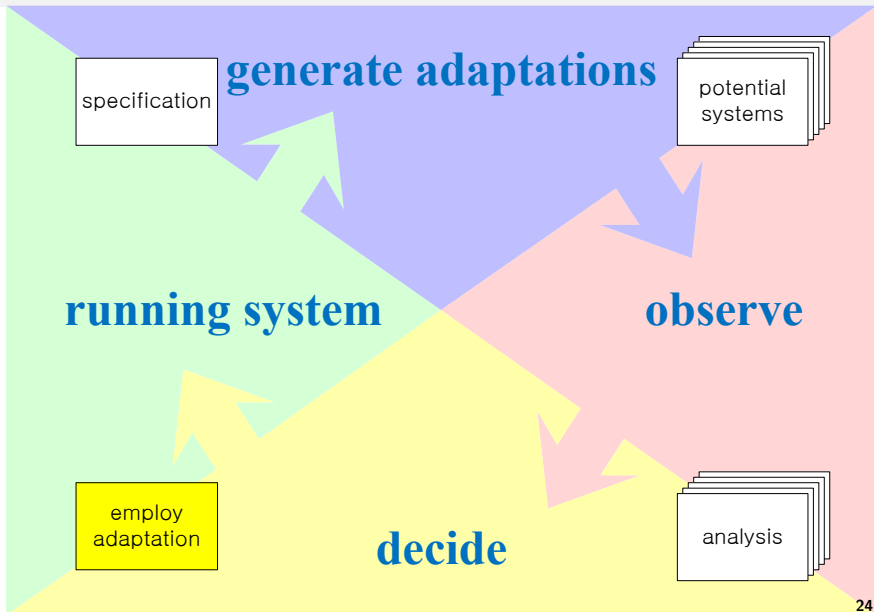 generate adaptations
specification
potential
systems
running system
observe
employ
adaptation
decide
analysis
24